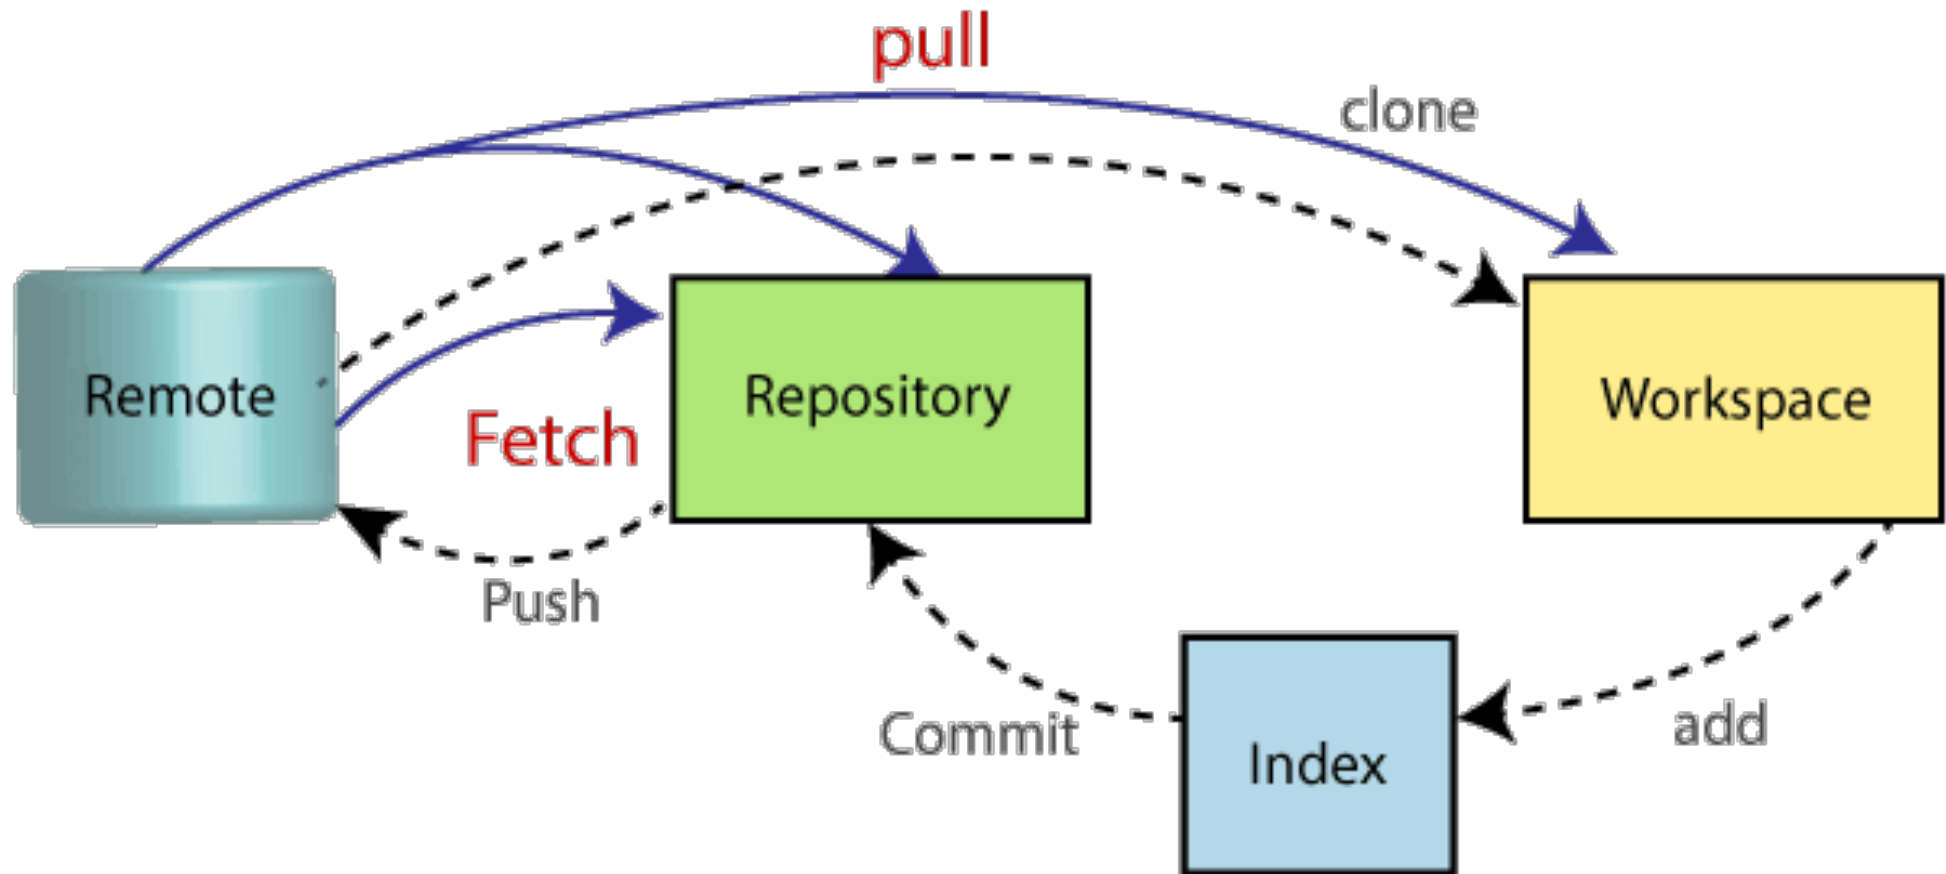 pull
clone
Remote
Repository
Workspace
Fetch
Push
Commit
Index
add